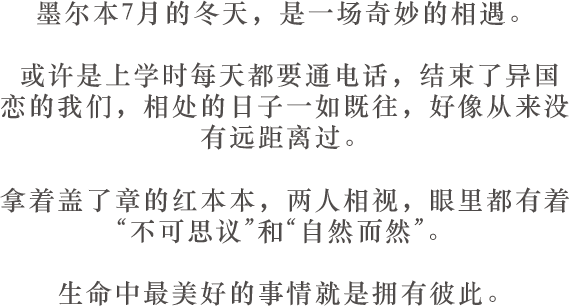 墨尔本7月的冬天，是一场奇妙的相遇。
或许是上学时每天都要通电话，结束了异国
恋的我们，相处的日子一如既往，好像从来没
有远距离过。
拿着盖了章的红本本，两人相视，眼里都有着
“不可思议”和“自然而然”。
生命中最美好的事情就是拥有彼此。